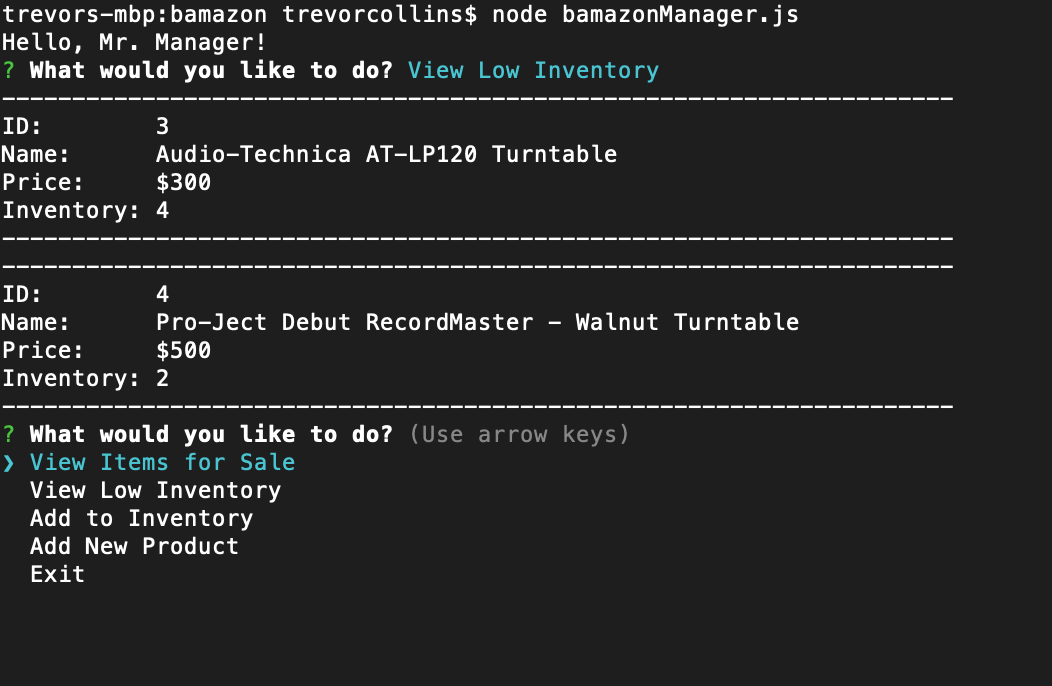 trevors-mbp:bamazon trevorcollins$ node bamazonManager.js
Hello, Mr. Manager!
? What would you like to do? View Low Inventory
--------------------------------------------------------------------
ID:        3
Name:      Audio-Technica AT-LP120 Turntable
Price:     $300
Inventory: 4
--------------------------------------------------------------------
--------------------------------------------------------------------
ID:        4
Name:      Pro-Ject Debut RecordMaster - Walnut Turntable
Price:     $500
Inventory: 2
--------------------------------------------------------------------
? What would you like to do? (Use arrow keys)
❯ View Items for Sale
  View Low Inventory
  Add to Inventory
  Add New Product
  Exit